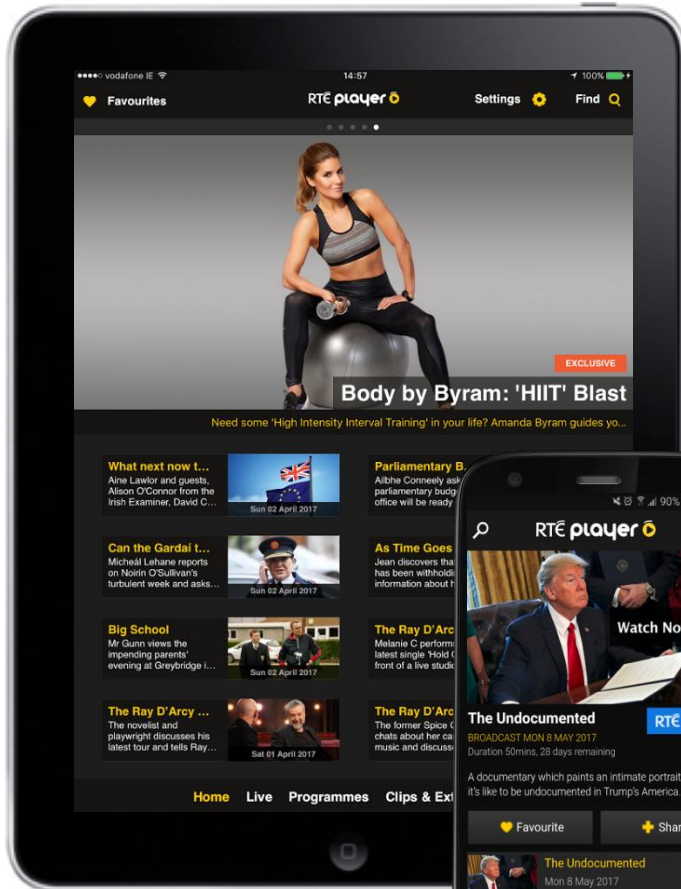 vodafone IE
14:57
100%
Favourites
RTÉ player
Settings
Find
EXCLUSIVE
Body by Byram: 'HIIT' Blast
Need some 'High Intensity Interval Training' in your life? Amanda Byram guides yo...
What next now t...
Aine Lawlor and guests,
Alison O'Connor from the
Irish Examiner, David C...
Sun 02 April 2017
Parliamentary B
Ailbhe Conneely as
parliamentary budg
office will be ready
Can the Gardaí t...
Micheál Lehane reports
on Noirin O'Sullivan's
turbulent week and asks...
Sun 02 April 2017
As Time Goes
Jean discovers tha
has been withholdi
information about h
Big School
Mr Gunn views the
impending parents'
evening at Greybridge i...
Sun 02 April 2017
The Ray D'Arc
Melanie C perform
latest single 'Hold
front of a live studi
The Ray D'Arcy ...
The novelist and
playwright discusses his
latest tour and tells Ray...
Sat 01 April 2017
The Ray D'Arc
The former Spice
chats about her ca
music and discuss
Home Live Programmes Clips & Ext
90%
RTÉ player
Watch No
The Undocumented
RTÉ
BROADCAST MON 8 MAY 2017
Duration 50mins, 28 days remaining
A documentary which paints an intimate portrait
it's like to be undocumented in Trump's America.
Favourite
Shar
The Undocumented
Mon 8 May 2017